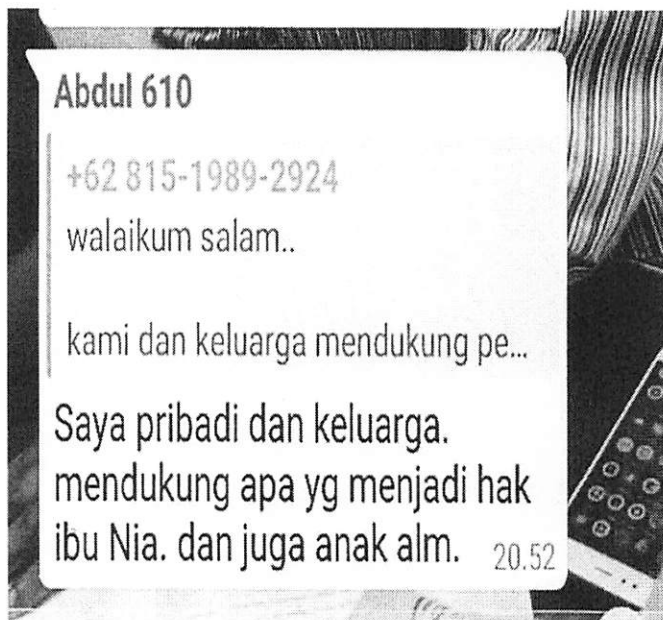 Abdul 610
+62 815-1989-2924
walaikum salam..
kami dan keluarga mendukung pe...
Saya pribadi dan keluarga.
mendukung apa yg menjadi hak
ibu Nia. dan juga anak alm. 20.52